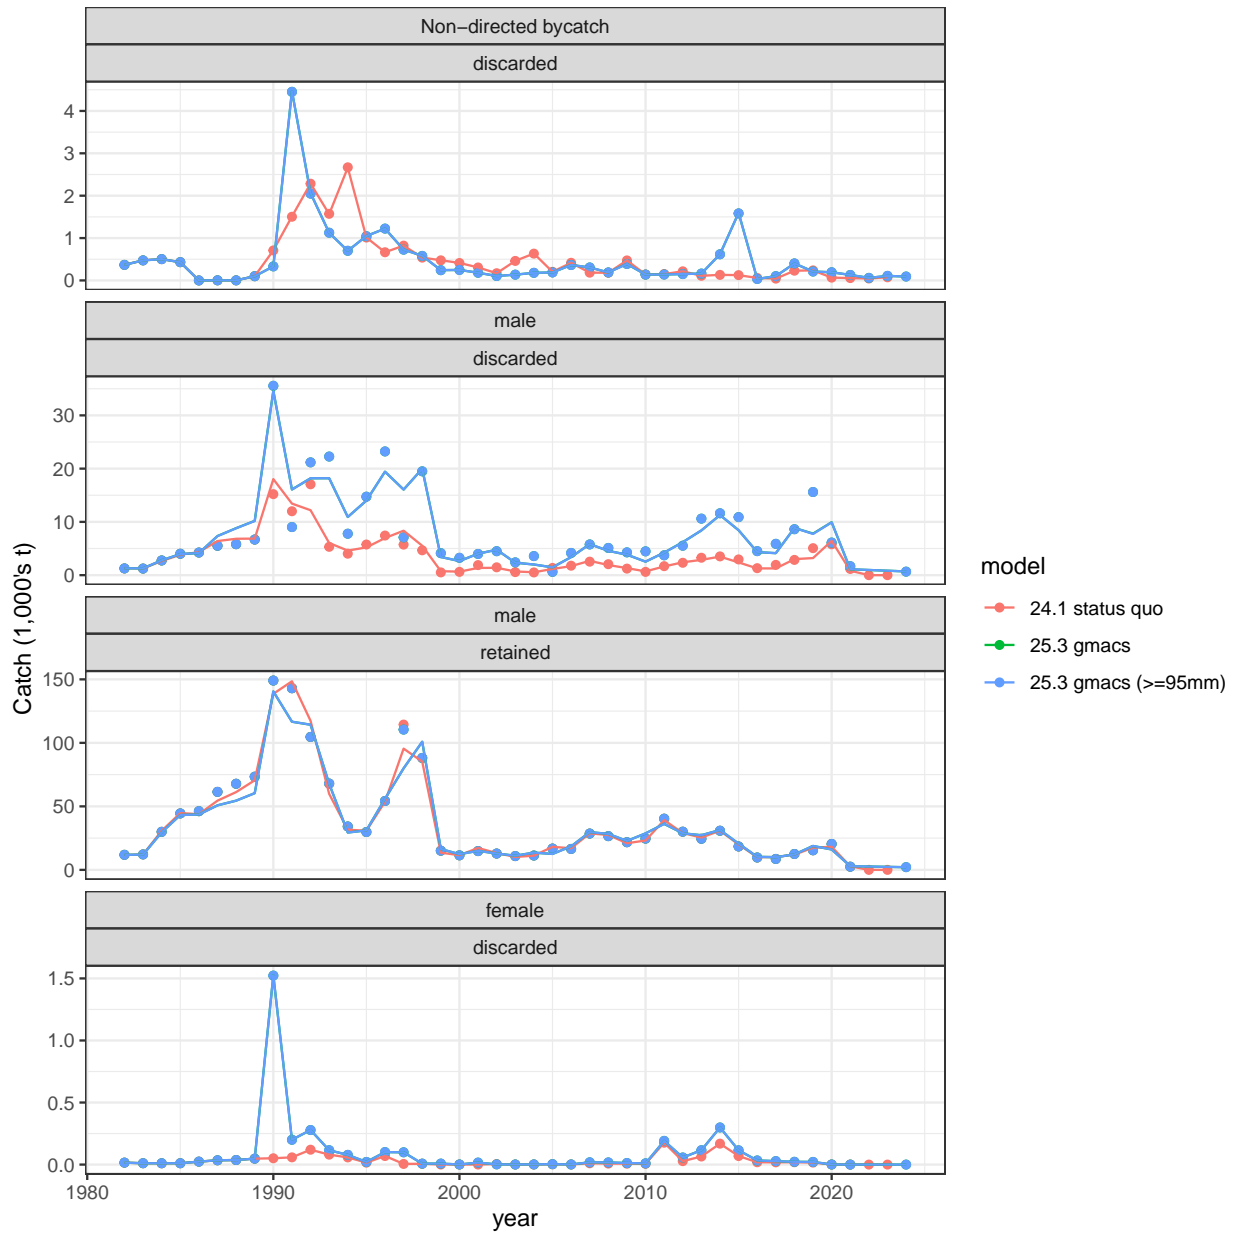 Non−directed bycatch
discarded
4
3
2
1
0
male
discarded
30
20
10
0
male
retained
150
100
50
0
female
discarded
1.5
1.0
0.5
0.0
1980
1990
2000
2010
2020
year
Catch (1,000's t)
model
24.1 status quo
25.3 gmacs
25.3 gmacs (>=95mm)